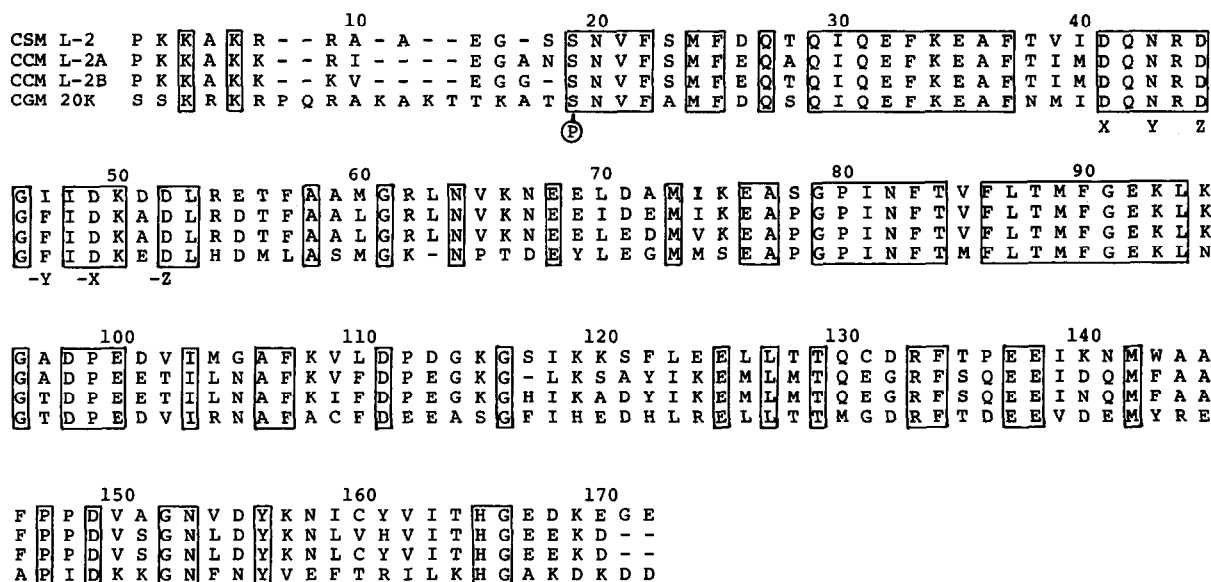 10 20 30 40
CSM L-2 P K K A K R - - R A - A - - E G - S S N V F S M F D Q T Q I Q E F K E A F T V I D Q N R D
CCM L-2A P K K A K K - - R I - - - - E G A N S N V F S M F E Q A Q I Q E F K E A F T I M D Q N R D
CCM L-2B P K K A K K - - K V - - - - E G G - S N V F S M F E Q T Q I Q E F K E A F T I M D Q N R D
CGM 20K S S K R K R P Q R A K A K T T K A T S N V F A M F D Q S Q I Q E F K E A F N M I D Q N R D
P X Y Z
50 60 70 80 90
G I I D K D D L R E T F A A M G R L N V K N E E L D A M I K E A S G P I N F T V F L T M F G E K L K
G F I D K A D L R D T F A A L G R L N V K N E E I D E M I K E A P G P I N F T V F L T M F G E K L K
G F I D K A D L R D T F A A L G R L N V K N E E L E D M V K E A P G P I N F T V F L T M F G E K L K
G F I D K E D L H D M L A S M G K - N P T D E Y L E G M M S E A P G P I N F T M F L T M F G E K L N
-Y -X -Z
100 110 120 130 140
G A D P E D V I M G A F K V L D P D G K G S I K K S F L E E L L T T Q C D R F T P E E I K N M W A A
G A D P E E T I L N A F K V F D P E G K G - L K S A Y I K E M L M T Q E G R F S Q E E I D Q M F A A
G T D P E E T I L N A F K I F D P E G K G H I K A D Y I K E M L M T Q E G R F S Q E E I N Q M F A A
G T D P E D V I R N A F A C F D E E A S G F I H E D H L R E L L T T M G D R F T D E E V D E M Y R E
150 160 170
F P P D V A G N V D Y K N I C Y V I T H G E D K E G E
F P P D V S G N L D Y K N L V H V I T H G E E K D - -
F P P D V S G N L D Y K N L C Y V I T H G E E K D - -
A P I D K K G N F N Y V E F T R I L K H G A K D K D D